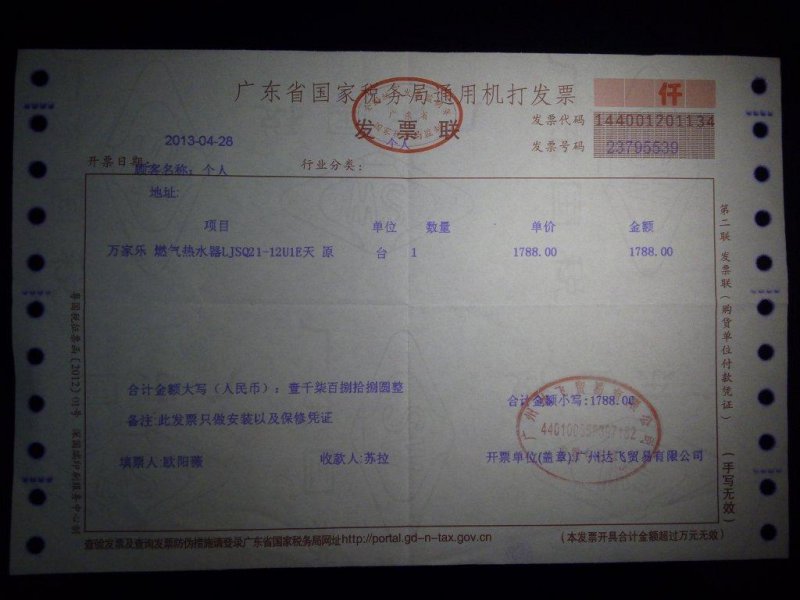 广东省国家税务局通用机打发票
仟
发票联
发票代码 144001201134
个人
发票号码 23795539
2013-04-28
开票日期:
行业分类:
顾客名称: 个人
地址:
项目 单位 数量 单价 金额
万家乐 燃气热水器LJSQ21-12U1E天 原 台 1 1788.00 1788.00
合计金额大写（人民币）: 壹千柒百捌拾捌圆整
合计金额小写:1788.00
备注:此发票只做安装以及保修凭证
填票人:欧阳薇 收款人:苏拉 开票单位(盖章):广州达飞贸易有限公司
查验发票及查询发票防伪措施请登录广东省国家税务局网址http://portal.gd-n-tax.gov.cn
(本发票开具合计金额超过万元无效)
第二联 发票联(购货单位付款凭证)
(手写无效)